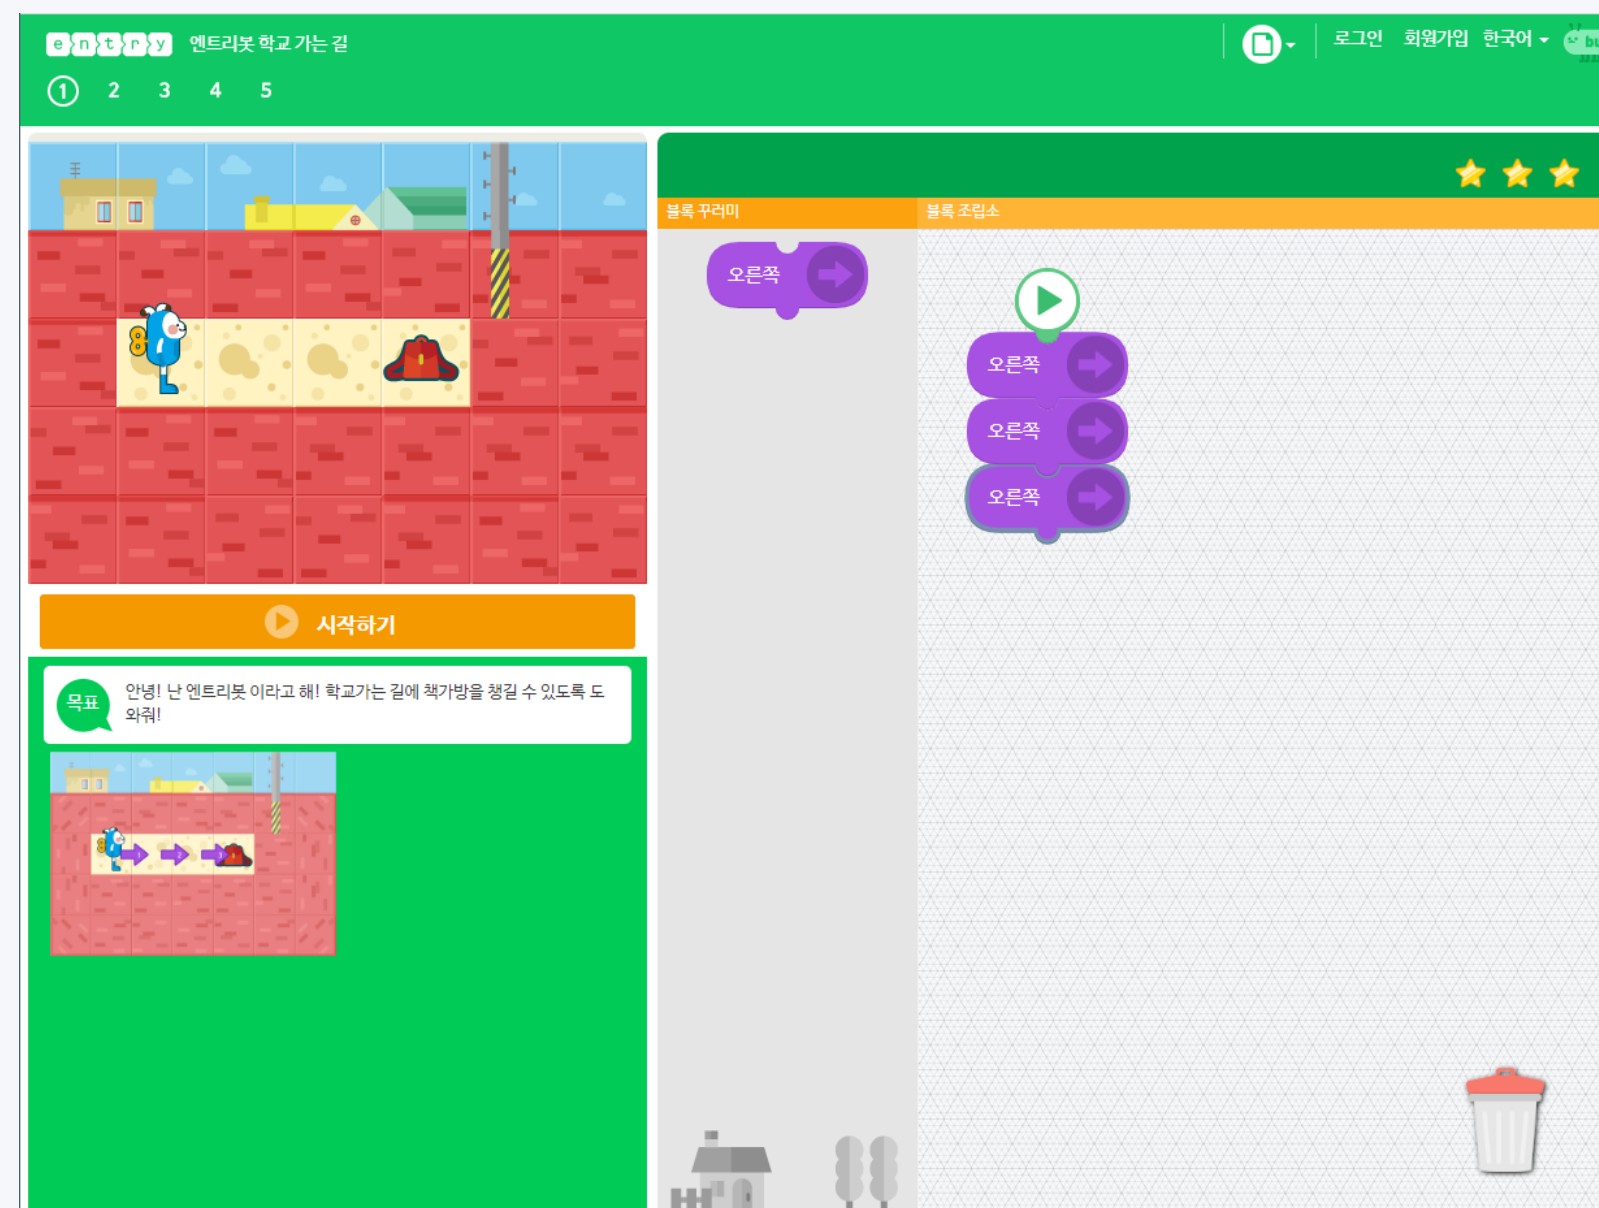 entry 엔트리봇 학교 가는 길
로그인 회원가입 한국어
1 2 3 4 5
블록 꾸러미
블록 조립소
오른쪽
오른쪽
오른쪽
오른쪽
시작하기
목표
안녕! 난 엔트리봇 이라고 해! 학교가는 길에 책가방을 챙길 수 있도록 도
와줘!
1 2 3